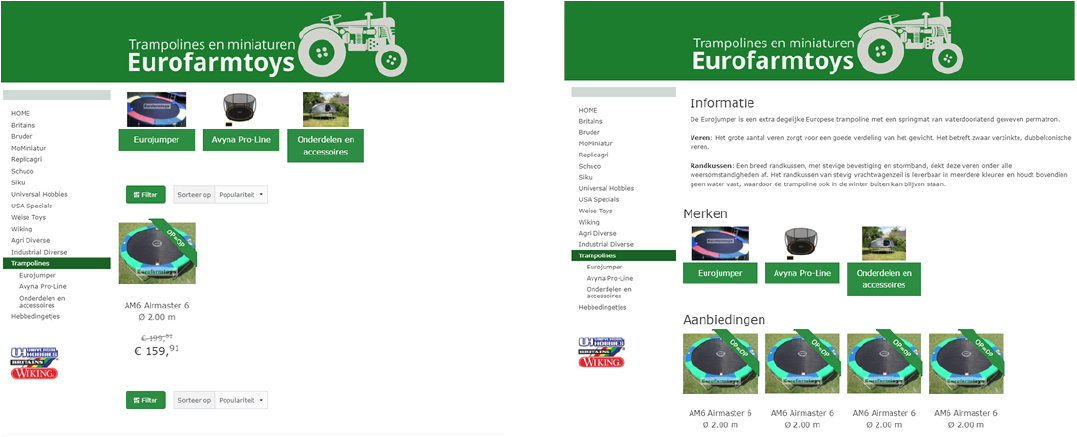 Trampolines en miniaturen
Eurofarmtoys
HOME
Britains
Bruder
MoMiniatur
Replicagri
Schuco
Siku
Universal Hobbies
USA Specials
Weise Toys
Wiking
Agri Diverse
Industrial Diverse
Trampolines
Eurojumper
Avyna Pro-Line
Onderdelen en
accessoires
Hebbedingetjes
BRITAINS
WIKING
Eurojumper
Avyna Pro-Line
Onderdelen en
accessoires
Filter
Sorteer op
Populariteit
OP=OP
AM6 Airmaster 6
Ø 2.00 m
€ 199,91
€ 159,91
Filter
Sorteer op
Populariteit
Trampolines en miniaturen
Eurofarmtoys
HOME
Britains
Bruder
MoMiniatur
Replicagri
Schuco
Siku
Universal Hobbies
USA Specials
Weise Toys
Wiking
Agri Diverse
Industrial Diverse
Trampolines
Eurojumper
Avyna Pro-Line
Onderdelen en
accessoires
Hebbedingetjes
BRITAINS
WIKING
Informatie
De Eurojumper is een extra degelijke Europese trampoline met een springmat van waterdoorlatend geweven permatron.
Veren: Het grote aantal veren zorgt voor een goede verdeling van het gewicht. Het betreft zwaar verzinkte, dubbelconische
veren.
Randkussen: Een breed randkussen, met stevige bevestiging en stormband, dekt deze veren onder alle
weersomstandigheden af. Het randkussen van stevig vrachtwagenzeil is leverbaar in meerdere kleuren en houdt bovendien
geen water vast, waardoor de trampoline ook in de winter buiten kan blijven staan.
Merken
Eurojumper
Avyna Pro-Line
Onderdelen en
accessoires
Aanbiedingen
OP=OP
OP=OP
OP=OP
OP=OP
AM6 Airmaster 6
Ø 2.00 m
AM6 Airmaster 6
Ø 2.00 m
AM6 Airmaster 6
Ø 2.00 m
AM6 Airmaster 6
Ø 2.00 m